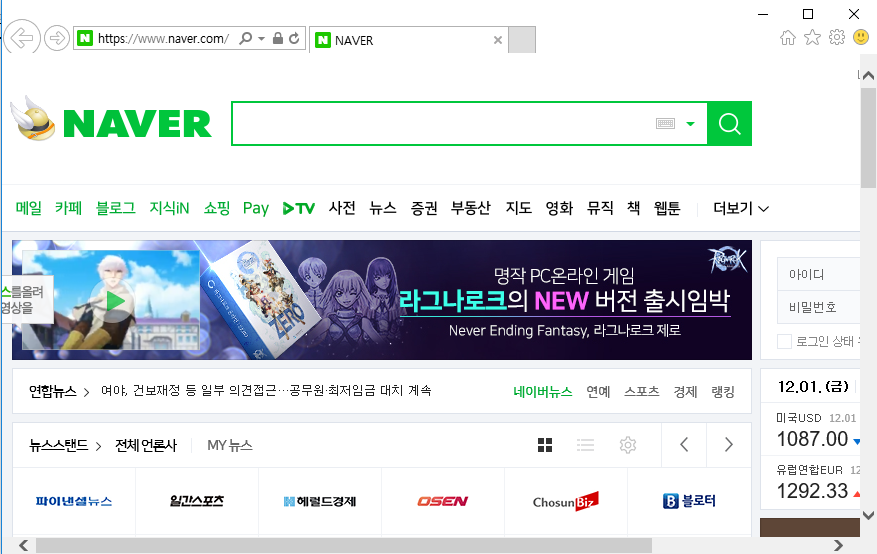 https://www.naver.com/
NAVER
NAVER
메일 카페 블로그 지식iN 쇼핑 Pay TV 사전 뉴스 증권 부동산 지도 영화 뮤직 책 웹툰 더보기
스를올려
영상을
ZERO
명작 PC온라인 게임
라그나로크의 NEW 버전 출시임박
Never Ending Fantasy, 라그나로크 제로
아이디
비밀번호
로그인 상태
연합뉴스 여야, 건보재정 등 일부 의견접근…공무원·최저임금 대치 계속
네이버뉴스 연예 스포츠 경제 랭킹
12.01. (금)
미국USD 12.01
1087.00
유럽연합EUR 12
1292.33
뉴스스탠드 전체 언론사 MY 뉴스
파이낸셜뉴스 일간스포츠 헤럴드경제 OSEN ChosunBiz 블로터